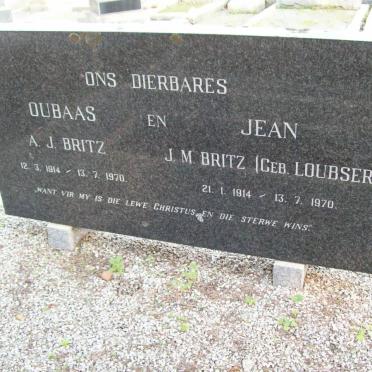 ONS DIERBARES
OUBAAS EN JEAN
A. J. BRITZ J. M. BRITZ (GEB. LOUBSER
12. 3. 1914 - 13. 7. 1970. 21. 1. 1914 - 13. 7. 1970.
"WANT VIR MY IS DIE LEWE CHRISTUS EN DIE STERWE WINS".